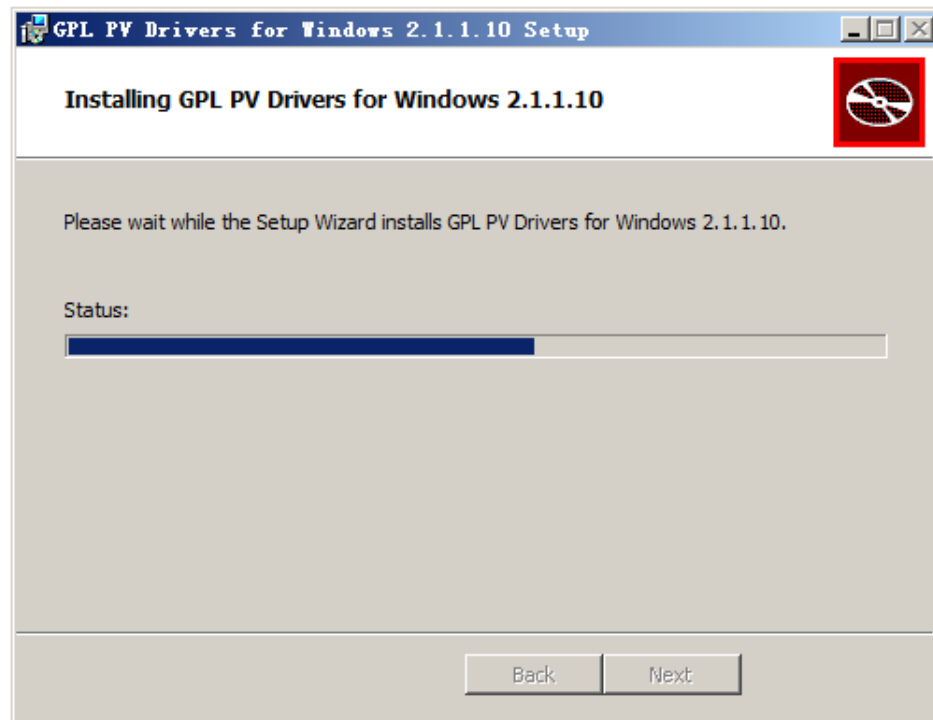 GPL PV Drivers for Windows 2.1.1.10 Setup
Installing GPL PV Drivers for Windows 2.1.1.10
Please wait while the Setup Wizard installs GPL PV Drivers for Windows 2.1.1.10.
Status:
Back Next